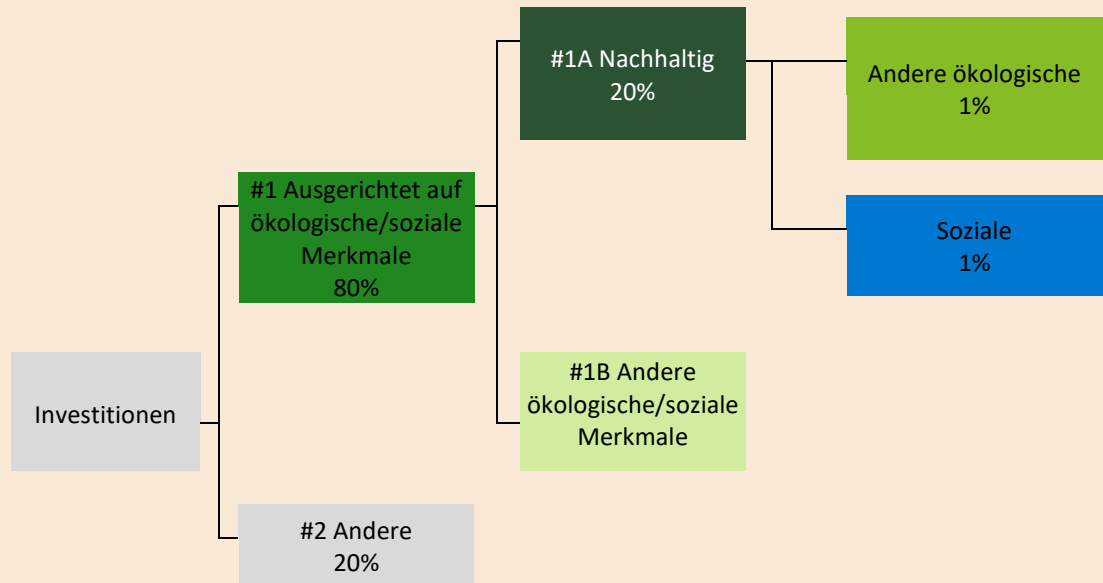 #1A Nachhaltig
20%
Andere ökologische
1%
#1 Ausgerichtet auf
ökologische/soziale
Merkmale
80%
Soziale
1%
Investitionen
#1B Andere
ökologische/soziale
Merkmale
#2 Andere
20%